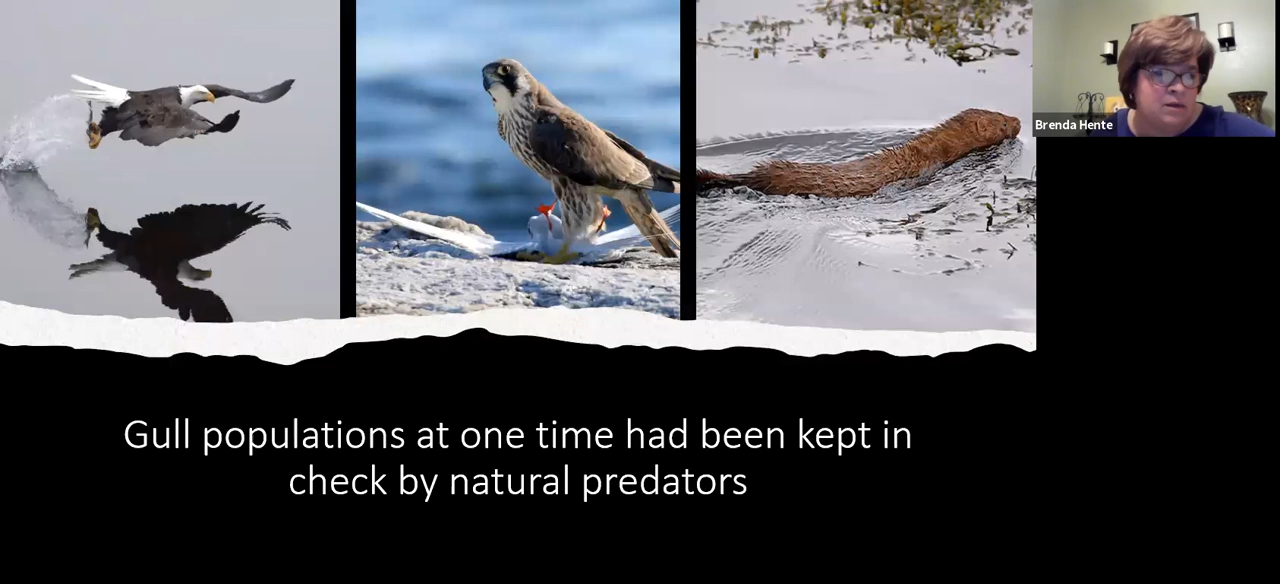 Brenda Hente
Gull populations at one time had been kept in
check by natural predators